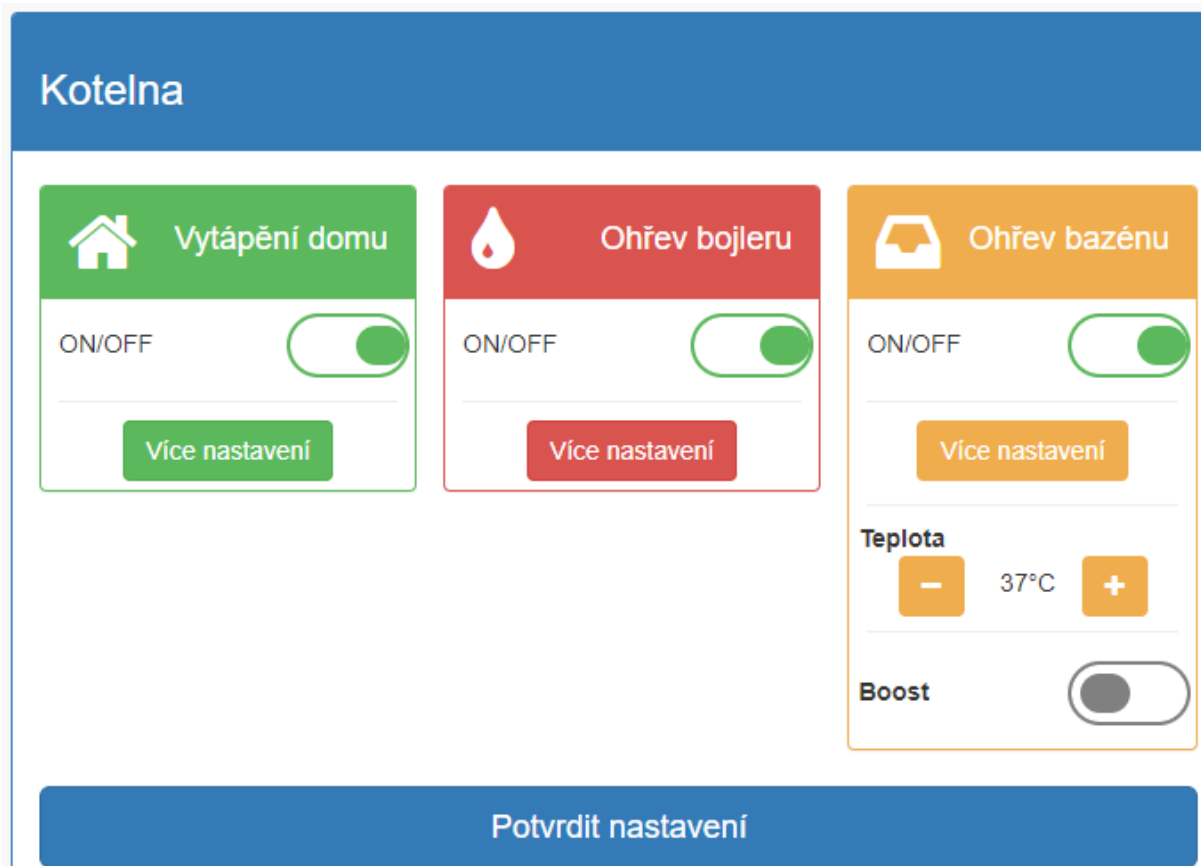 Kotelna
Vytápění domu
ON/OFF
Více nastavení
Ohřev bojleru
ON/OFF
Více nastavení
Ohřev bazénu
ON/OFF
Více nastavení
Teplota
− 37°C +
Boost
Potvrdit nastavení